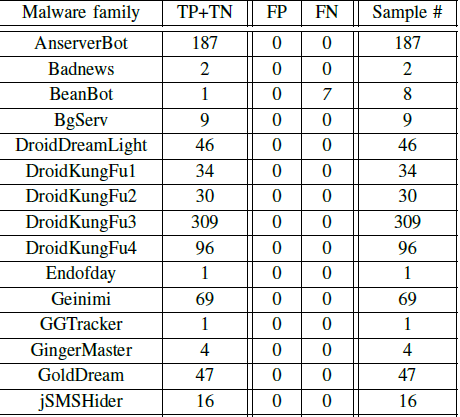 Malware family TP+TN FP FN Sample #
AnserverBot 187 0 0 187
Badnews 2 0 0 2
BeanBot 1 0 7 8
BgServ 9 0 0 9
DroidDreamLight 46 0 0 46
DroidKungFu1 34 0 0 34
DroidKungFu2 30 0 0 30
DroidKungFu3 309 0 0 309
DroidKungFu4 96 0 0 96
Endofday 1 0 0 1
Geinimi 69 0 0 69
GGTracker 1 0 0 1
GingerMaster 4 0 0 4
GoldDream 47 0 0 47
jSMSHider 16 0 0 16